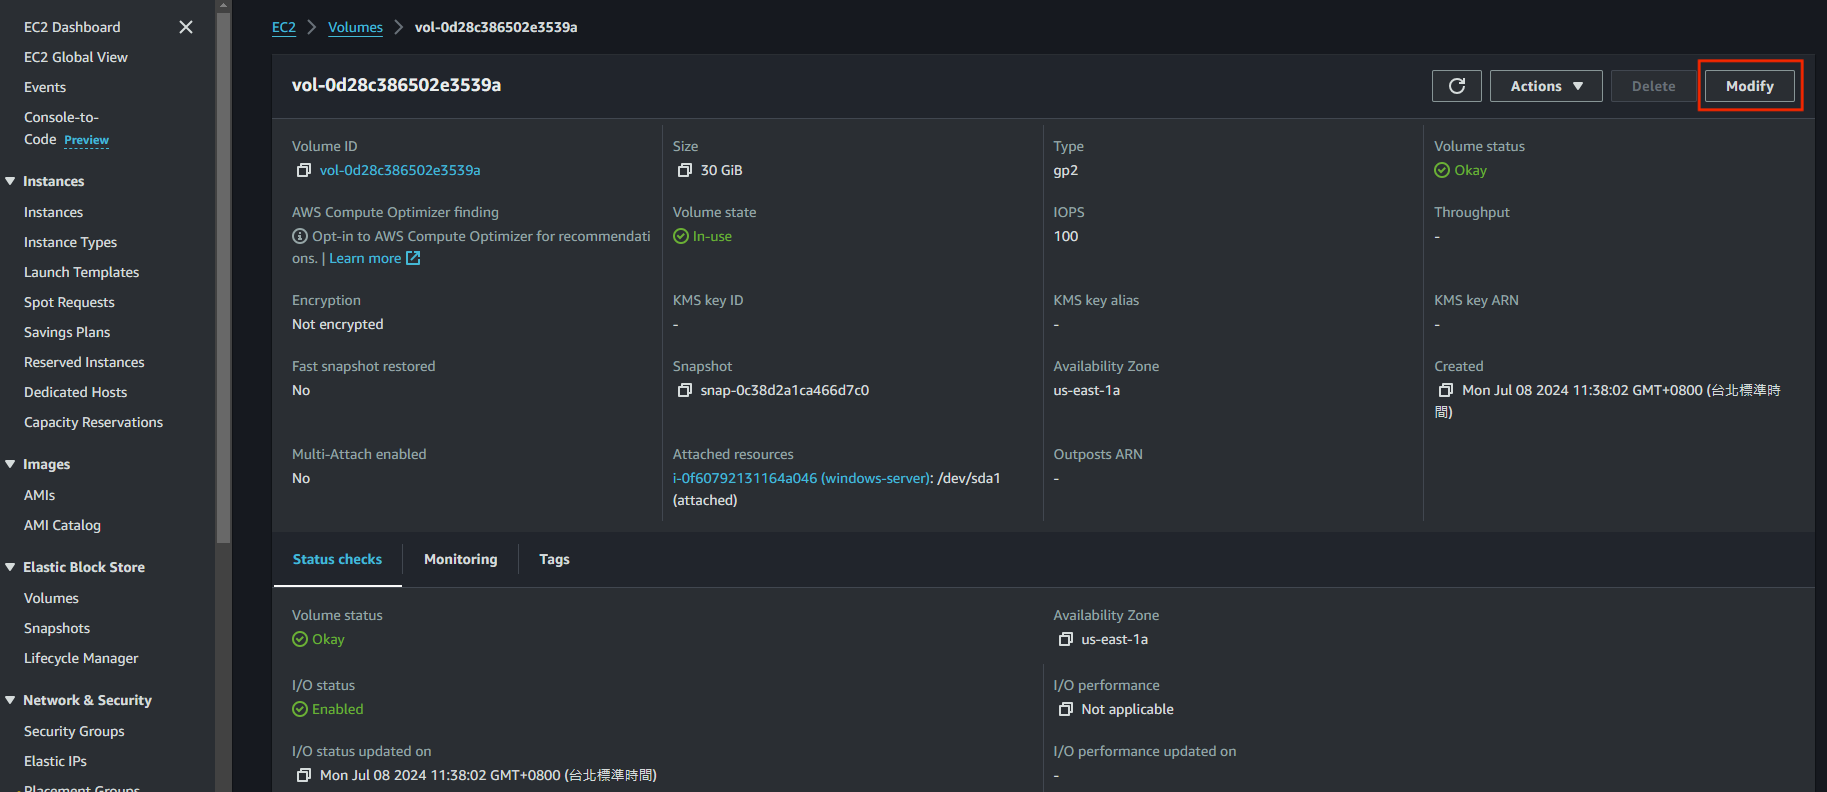 EC2 Dashboard
EC2 Global View
Events
Console-to-
Code Preview
Instances
Instances
Instance Types
Launch Templates
Spot Requests
Savings Plans
Reserved Instances
Dedicated Hosts
Capacity Reservations
Images
AMIs
AMI Catalog
Elastic Block Store
Volumes
Snapshots
Lifecycle Manager
Network & Security
Security Groups
Elastic IPs
Placement Groups
EC2 > Volumes > vol-0d28c386502e3539a
vol-0d28c386502e3539a
Actions
Delete
Modify
Volume ID
vol-0d28c386502e3539a
Size
30 GiB
Type
gp2
Volume status
Okay
AWS Compute Optimizer finding
Opt-in to AWS Compute Optimizer for recommendati
ons. | Learn more
Volume state
In-use
IOPS
100
Throughput
-
Encryption
Not encrypted
KMS key ID
-
KMS key alias
-
KMS key ARN
-
Fast snapshot restored
No
Snapshot
snap-0c38d2a1ca466d7c0
Availability Zone
us-east-1a
Created
Mon Jul 08 2024 11:38:02 GMT+0800 (台北標準時
間)
Multi-Attach enabled
No
Attached resources
i-0f60792131164a046 (windows-server): /dev/sda1
(attached)
Outposts ARN
-
Status checks
Monitoring
Tags
Volume status
Okay
Availability Zone
us-east-1a
I/O status
Enabled
I/O performance
Not applicable
I/O status updated on
Mon Jul 08 2024 11:38:02 GMT+0800 (台北標準時間)
I/O performance updated on
-